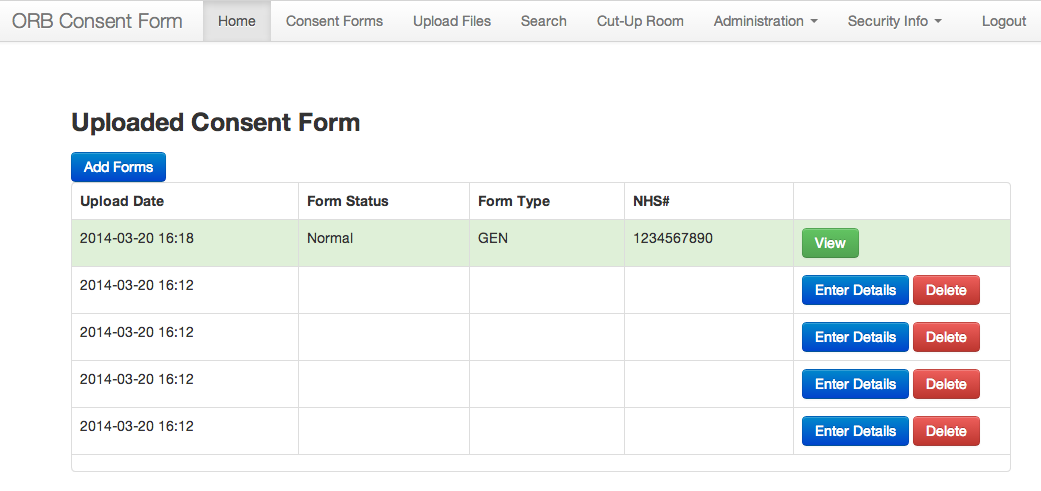 ORB Consent Form Home Consent Forms Upload Files Search Cut-Up Room Administration Security Info Logout
Uploaded Consent Form
Add Forms
Upload Date Form Status Form Type NHS#
2014-03-20 16:18 Normal GEN 1234567890 View
2014-03-20 16:12 Enter Details Delete
2014-03-20 16:12 Enter Details Delete
2014-03-20 16:12 Enter Details Delete
2014-03-20 16:12 Enter Details Delete